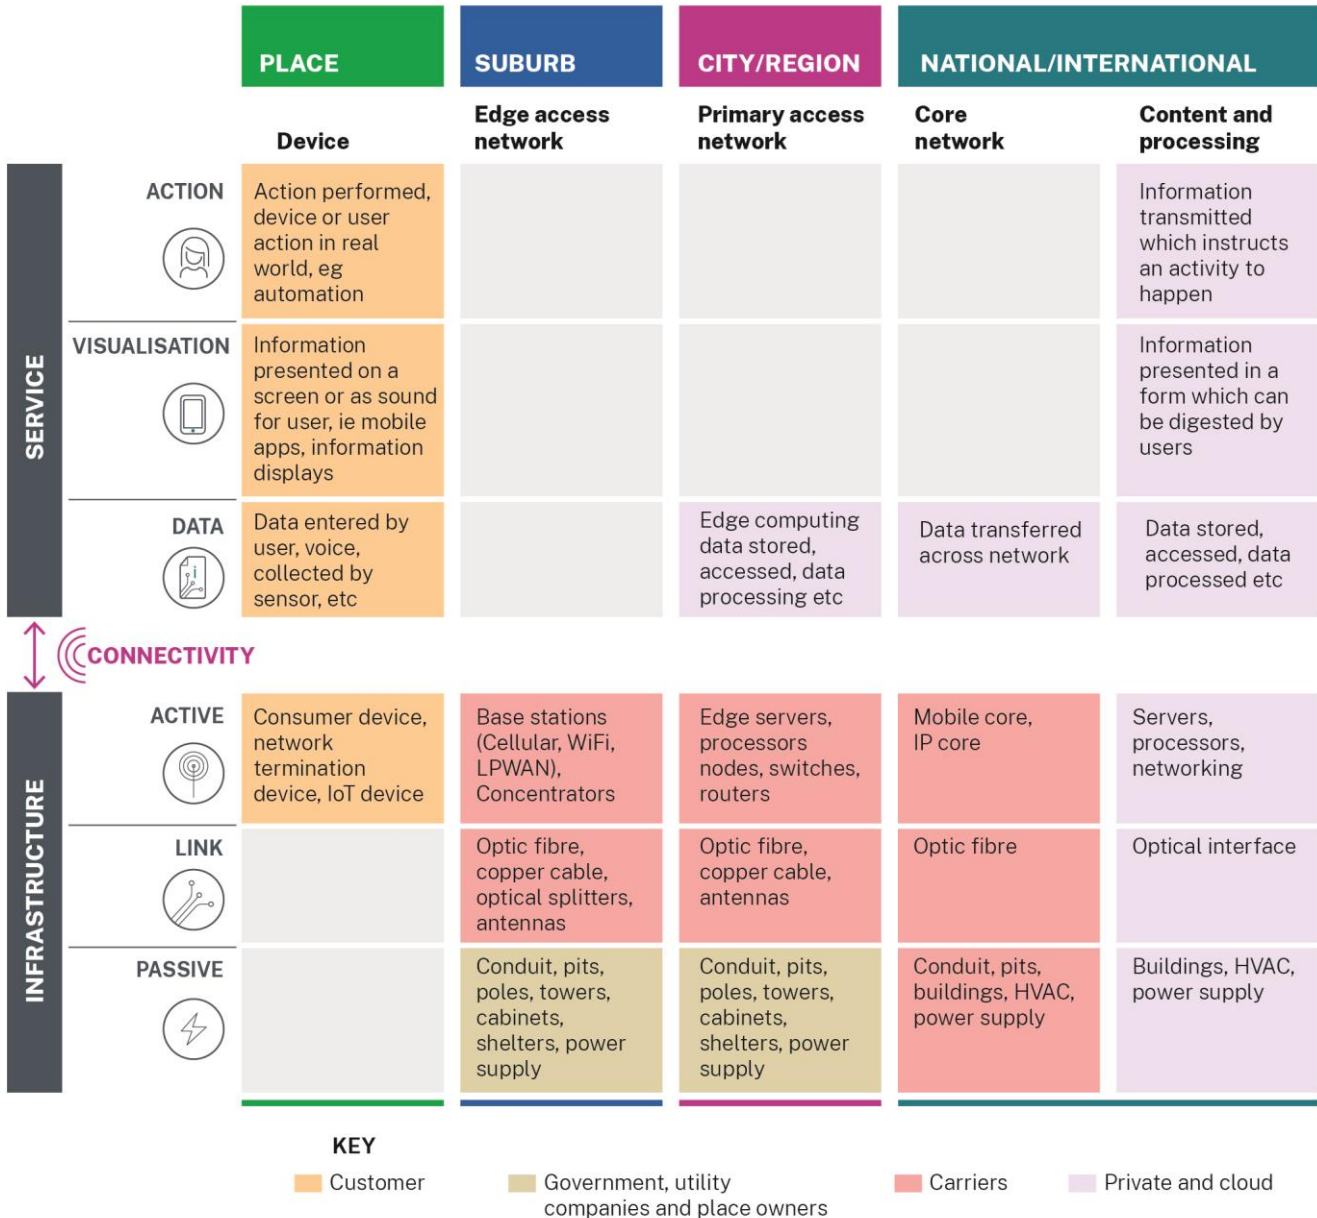 PLACE
SUBURB
CITY/REGION
NATIONAL/INTERNATIONAL
Device
Edge access
network
Primary access
network
Core
network
Content and
processing
SERVICE
ACTION
Action performed,
device or user
action in real
world, eg
automation
Information
transmitted
which instructs
an activity to
happen
VISUALISATION
Information
presented on a
screen or as sound
for user, ie mobile
apps, information
displays
Information
presented in a
form which can
be digested by
users
DATA
i
Data entered by
user, voice,
collected by
sensor, etc
Edge computing
data stored,
accessed, data
processing etc
Data transferred
across network
Data stored,
accessed, data
processed etc
CONNECTIVITY
INFRASTRUCTURE
ACTIVE
Consumer device,
network
termination
device, IoT device
Base stations
(Cellular, WiFi,
LPWAN),
Concentrators
Edge servers,
processors
nodes, switches,
routers
Mobile core,
IP core
Servers,
processors,
networking
LINK
Optic fibre,
copper cable,
optical splitters,
antennas
Optic fibre,
copper cable,
antennas
Optic fibre
Optical interface
PASSIVE
Conduit, pits,
poles, towers,
cabinets,
shelters, power
supply
Conduit, pits,
poles, towers,
cabinets,
shelters, power
supply
Conduit, pits,
buildings, HVAC,
power supply
Buildings, HVAC,
power supply
KEY
Customer
Government, utility
companies and place owners
Carriers
Private and cloud